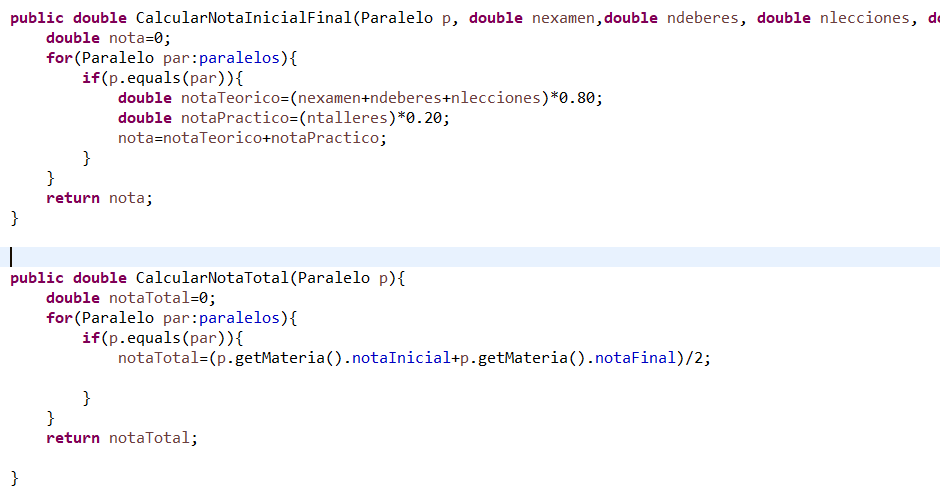 public double CalcularNotaInicialFinal(Paralelo p, double nexamen,double ndeberes, double nlecciones,
double nota=0;
for(Paralelo par:paralelos){
if(p.equals(par)){
double notaTeorico=(nexamen+ndeberes+nlecciones)*0.80;
double notaPractico=(ntalleres)*0.20;
nota=notaTeorico+notaPractico;
}
}
return nota;
}
public double CalcularNotaTotal(Paralelo p){
double notaTotal=0;
for(Paralelo par:paralelos){
if(p.equals(par)){
notaTotal=(p.getMateria().notaInicial+p.getMateria().notaFinal)/2;
}
}
return notaTotal;
}